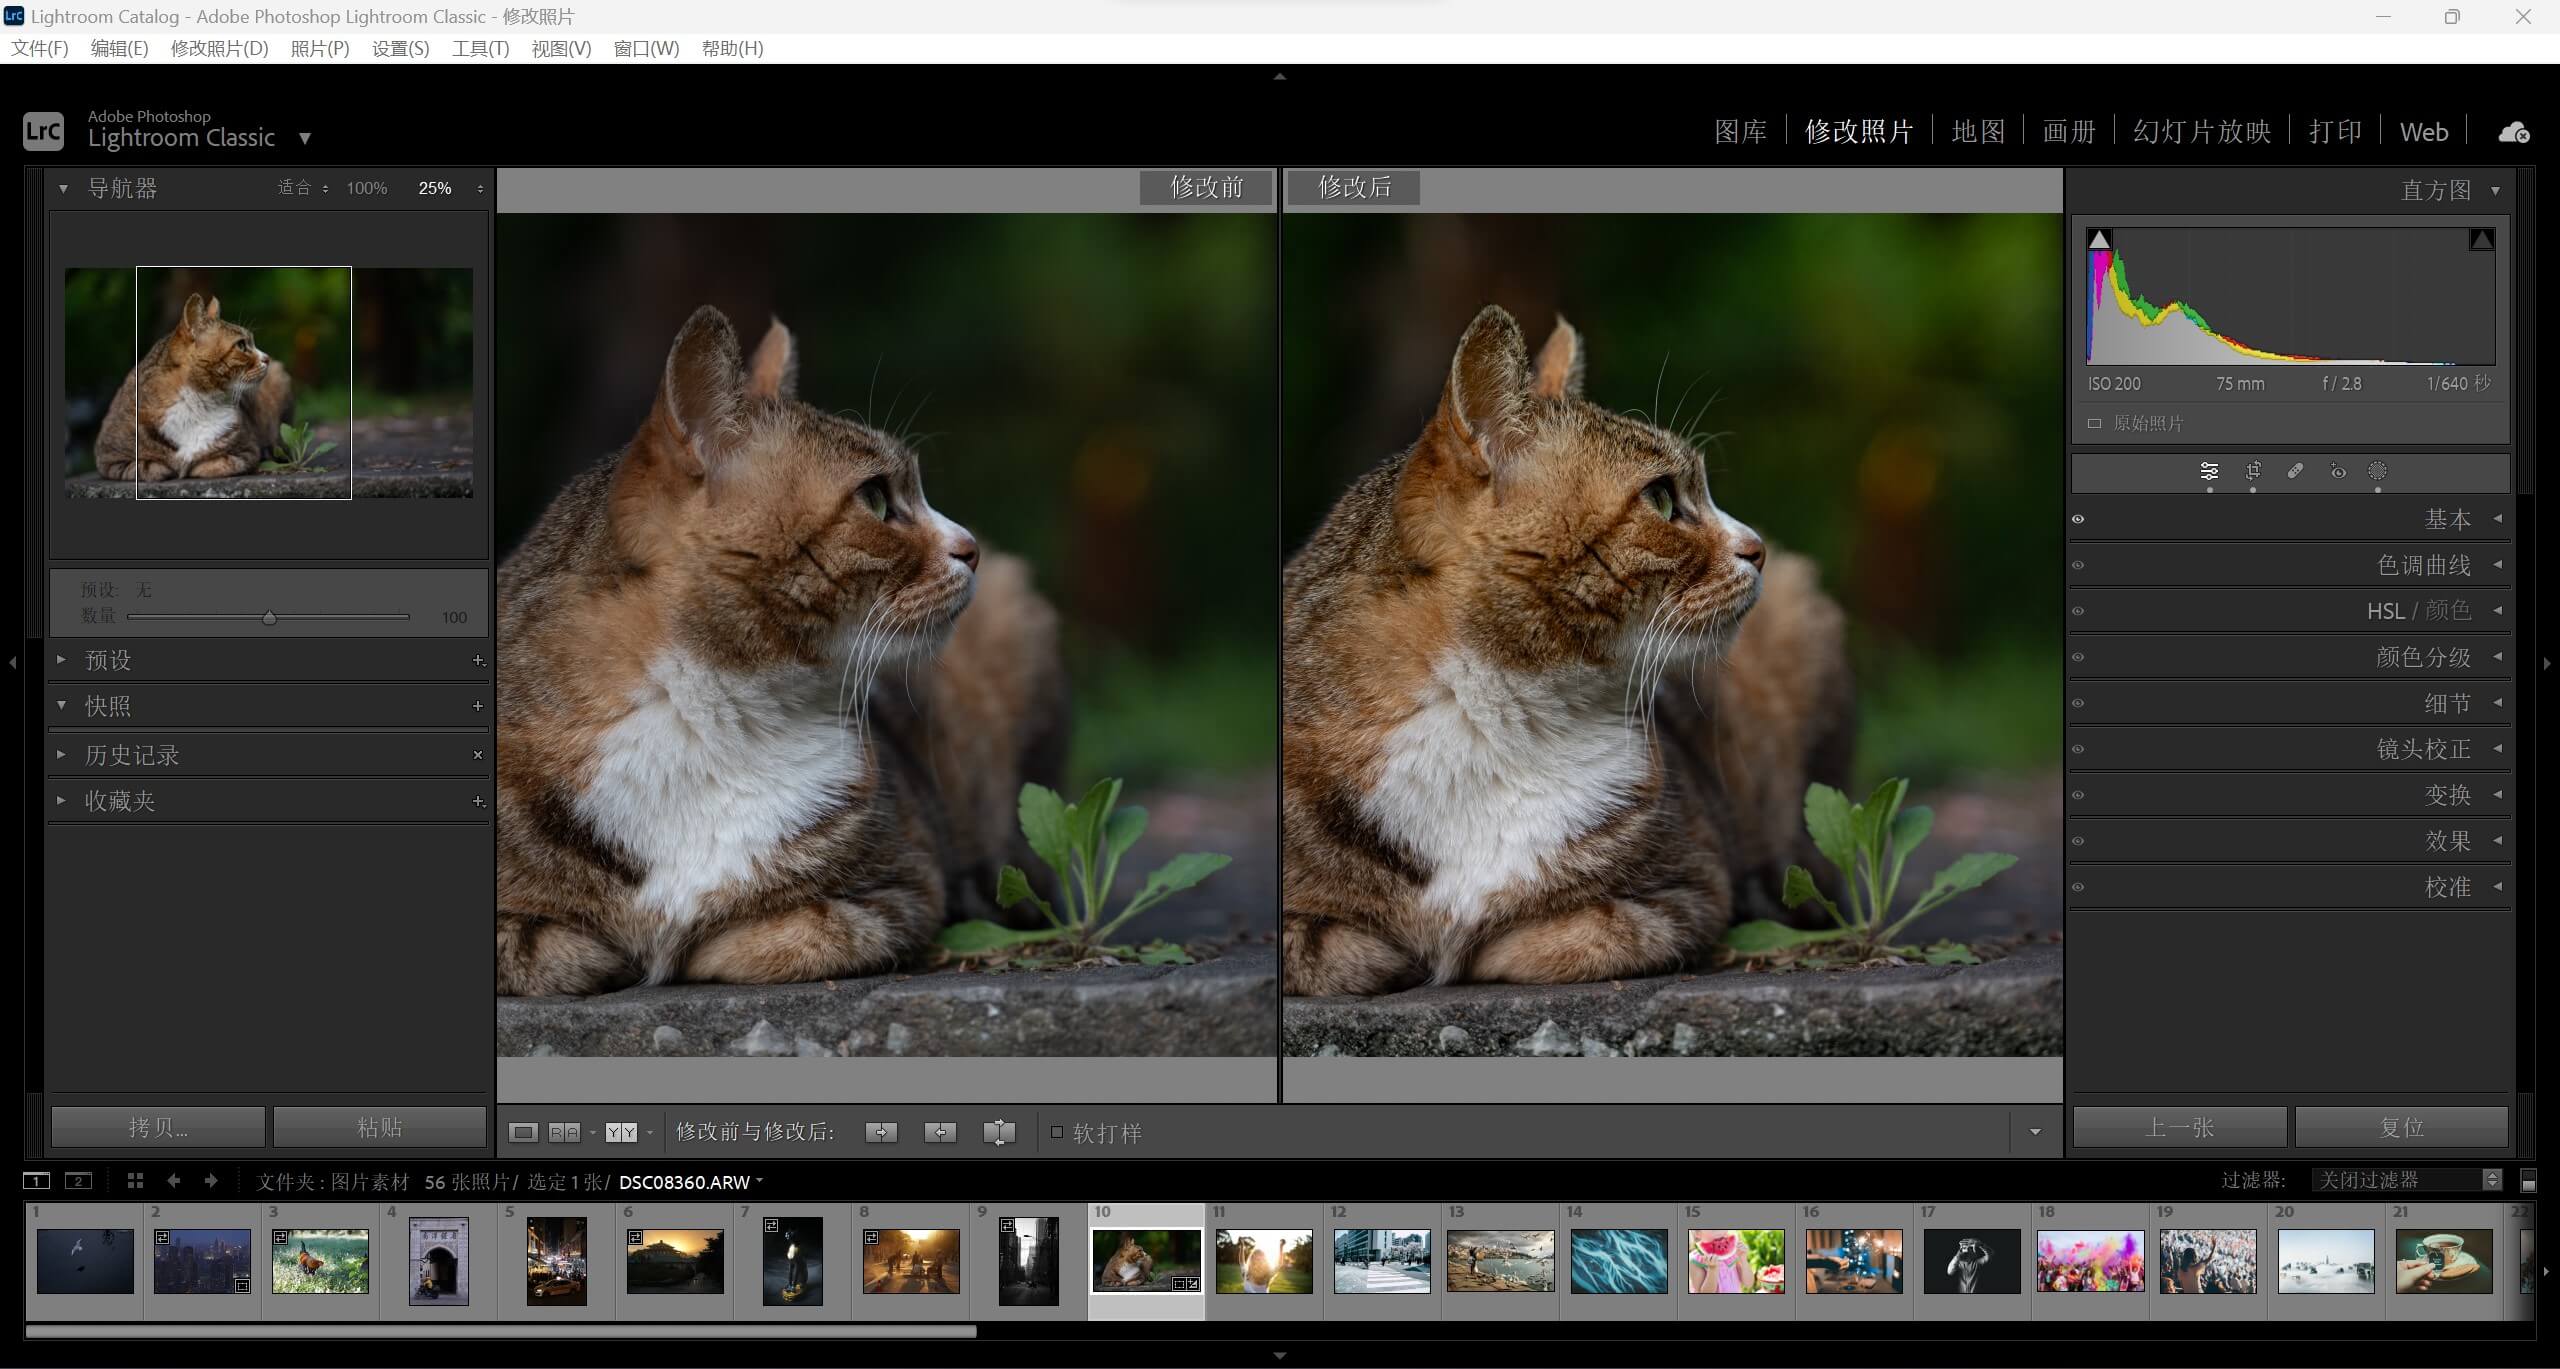 Lightroom Catalog - Adobe Photoshop Lightroom Classic - 修改照片
文件(F) 编辑(E) 修改照片(D) 照片(P) 设置(S) 工具(T) 视图(V) 窗口(W) 帮助(H)
LrC
Adobe Photoshop
Lightroom Classic
图库 修改照片 地图 画册 幻灯片放映 打印 Web
导航器 适合 100% 25%
预设: 无
数量 100
预设
快照
历史记录
收藏夹
拷贝... 粘贴
修改前 修改后
直方图
ISO 200 75 mm f / 2.8 1/640 秒
原始照片
基本
色调曲线
HSL / 颜色
颜色分级
细节
镜头校正
变换
效果
校准
上一张 复位
RA YY 修改前与修改后: 软打样
1 2 文件夹 : 图片素材 56 张照片/ 选定 1 张/ DSC08360.ARW
过滤器: 关闭过滤器
1 2 3 4 5 6 7 8 9 10 11 12 13 14 15 16 17 18 19 20 21 22